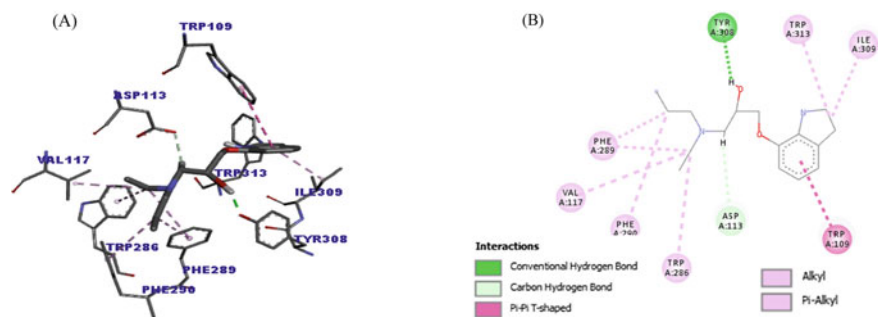 (A)
TRP109
ASP113
VAL117
TRP313
ILE309
TYR308
TRP286
PHE289
PHE290
(B)
TYR
A:308
TRP
A:313
ILE
A:309
H
O
N
N
H
O
PHE
A:289
VAL
A:117
PHE
A:290
TRP
A:286
ASP
A:113
TRP
A:109
Interactions
Conventional Hydrogen Bond
Carbon Hydrogen Bond
Pi-Pi T-shaped
Alkyl
Pi-Alkyl